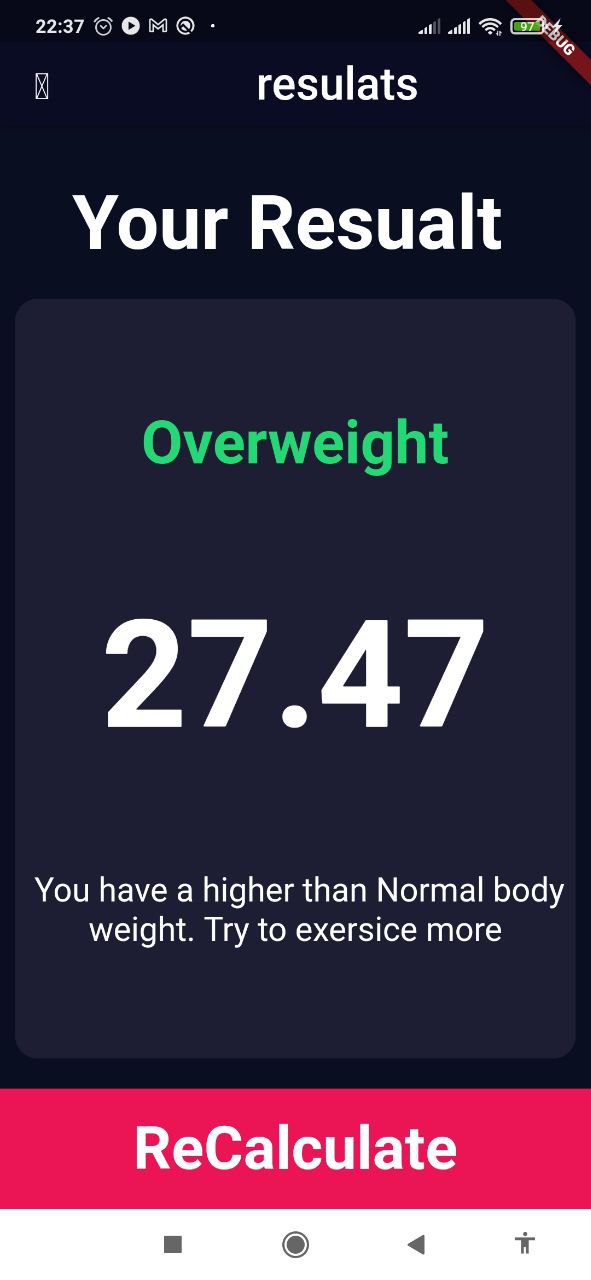 22:37
97
DEBUG
resulats
Your Resualt
Overweight
27.47
You have a higher than Normal body
weight. Try to exersice more
ReCalculate